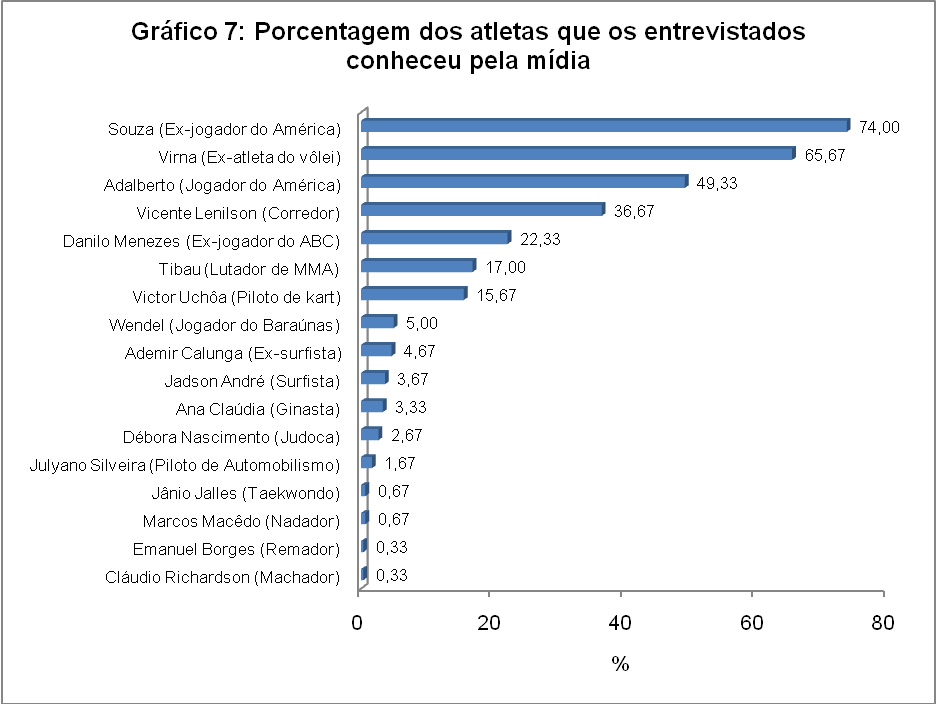 Gráfico 7: Porcentagem dos atletas que os entrevistados
conheceu pela mídia
Souza (Ex-jogador do América) 74,00
Virna (Ex-atleta do vôlei) 65,67
Adalberto (Jogador do América) 49,33
Vicente Lenilson (Corredor) 36,67
Danilo Menezes (Ex-jogador do ABC) 22,33
Tibau (Lutador de MMA) 17,00
Victor Uchôa (Piloto de kart) 15,67
Wendel (Jogador do Baraúnas) 5,00
Ademir Calunga (Ex-surfista) 4,67
Jadson André (Surfista) 3,67
Ana Claúdia (Ginasta) 3,33
Débora Nascimento (Judoca) 2,67
Julyano Silveira (Piloto de Automobilismo) 1,67
Jânio Jalles (Taekwondo) 0,67
Marcos Macêdo (Nadador) 0,67
Emanuel Borges (Remador) 0,33
Cláudio Richardson (Machador) 0,33
0 20 40 60 80
%